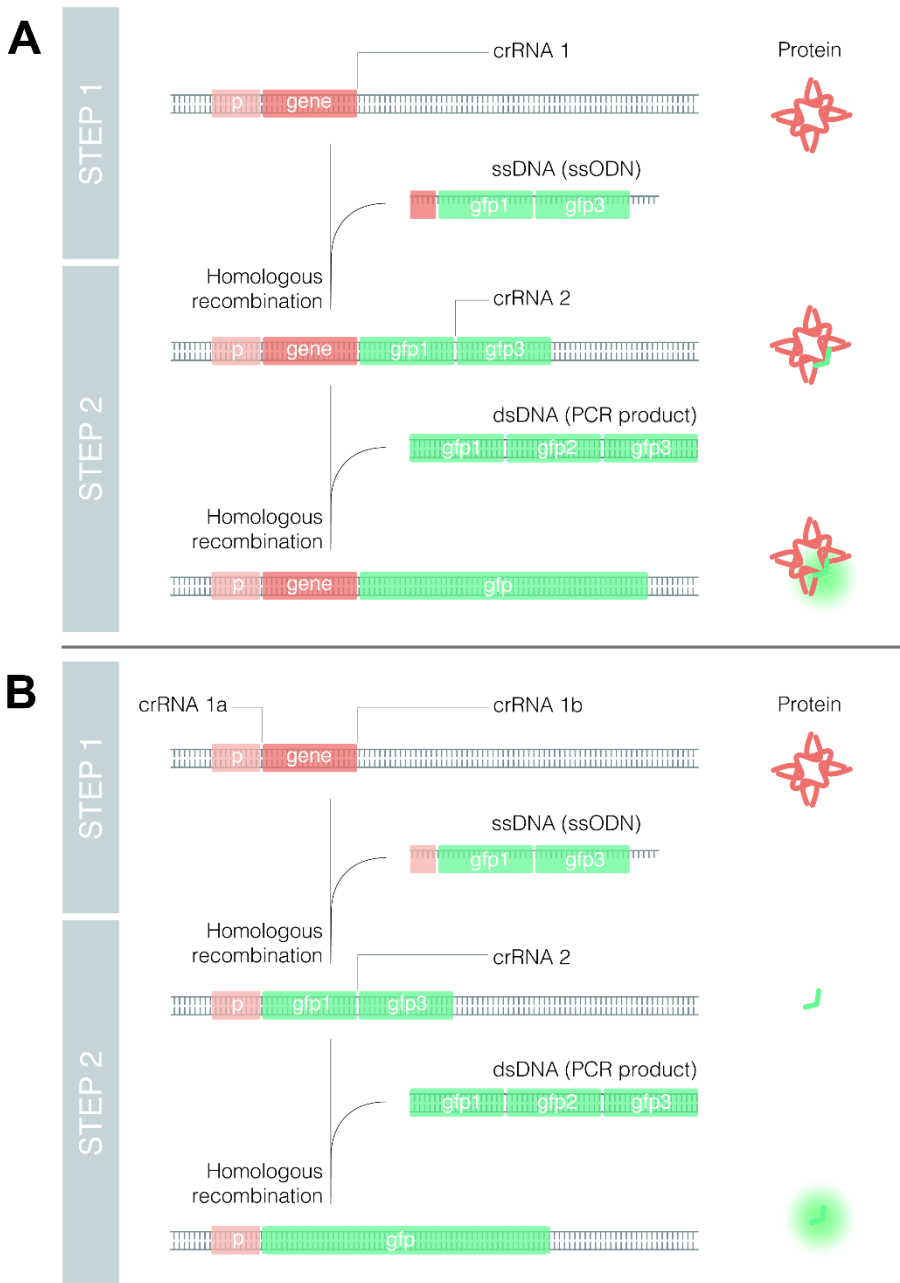 A
STEP 1
crRNA 1
Protein
p
gene
ssDNA (ssODN)
gfp1
gfp3
Homologous
recombination
STEP 2
crRNA 2
p
gene
gfp1
gfp3
dsDNA (PCR product)
gfp1
gfp2
gfp3
Homologous
recombination
p
gene
gfp
B
STEP 1
crRNA 1a
crRNA 1b
Protein
p
gene
ssDNA (ssODN)
gfp1
gfp3
Homologous
recombination
STEP 2
crRNA 2
p
gfp1
gfp3
dsDNA (PCR product)
gfp1
gfp2
gfp3
Homologous
recombination
p
gfp